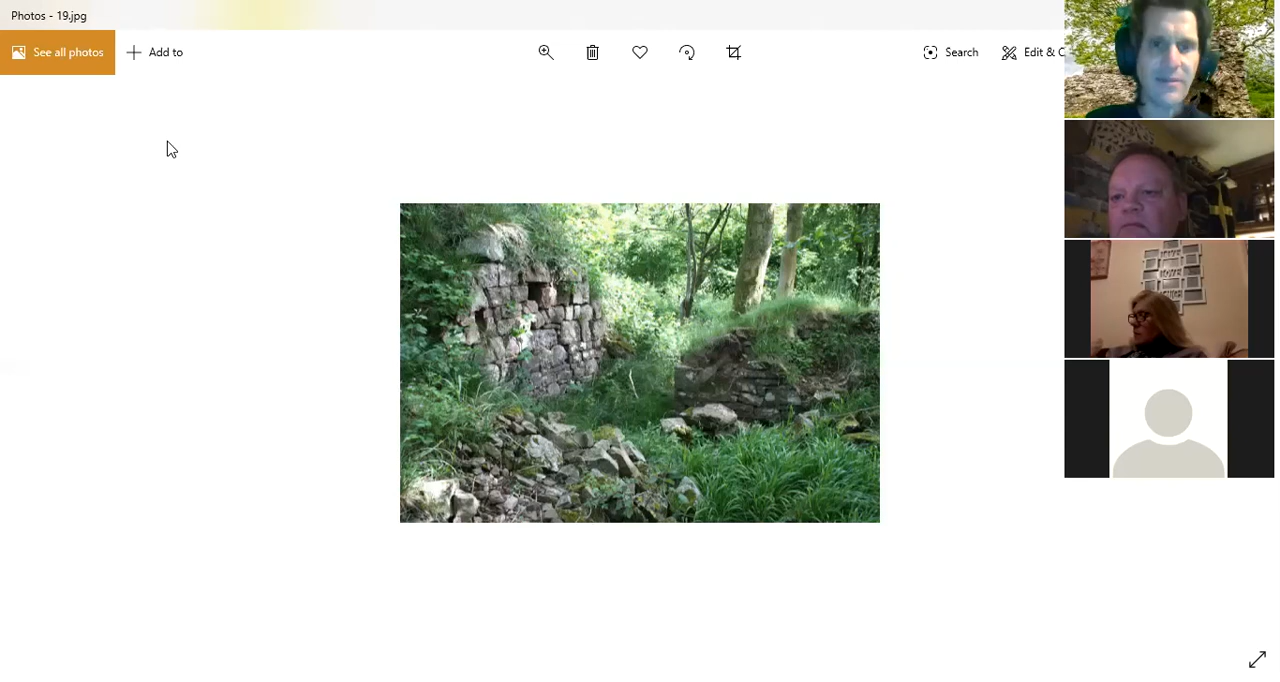 Photos - 19.jpg
See all photos
Add to
Search
Edit & C